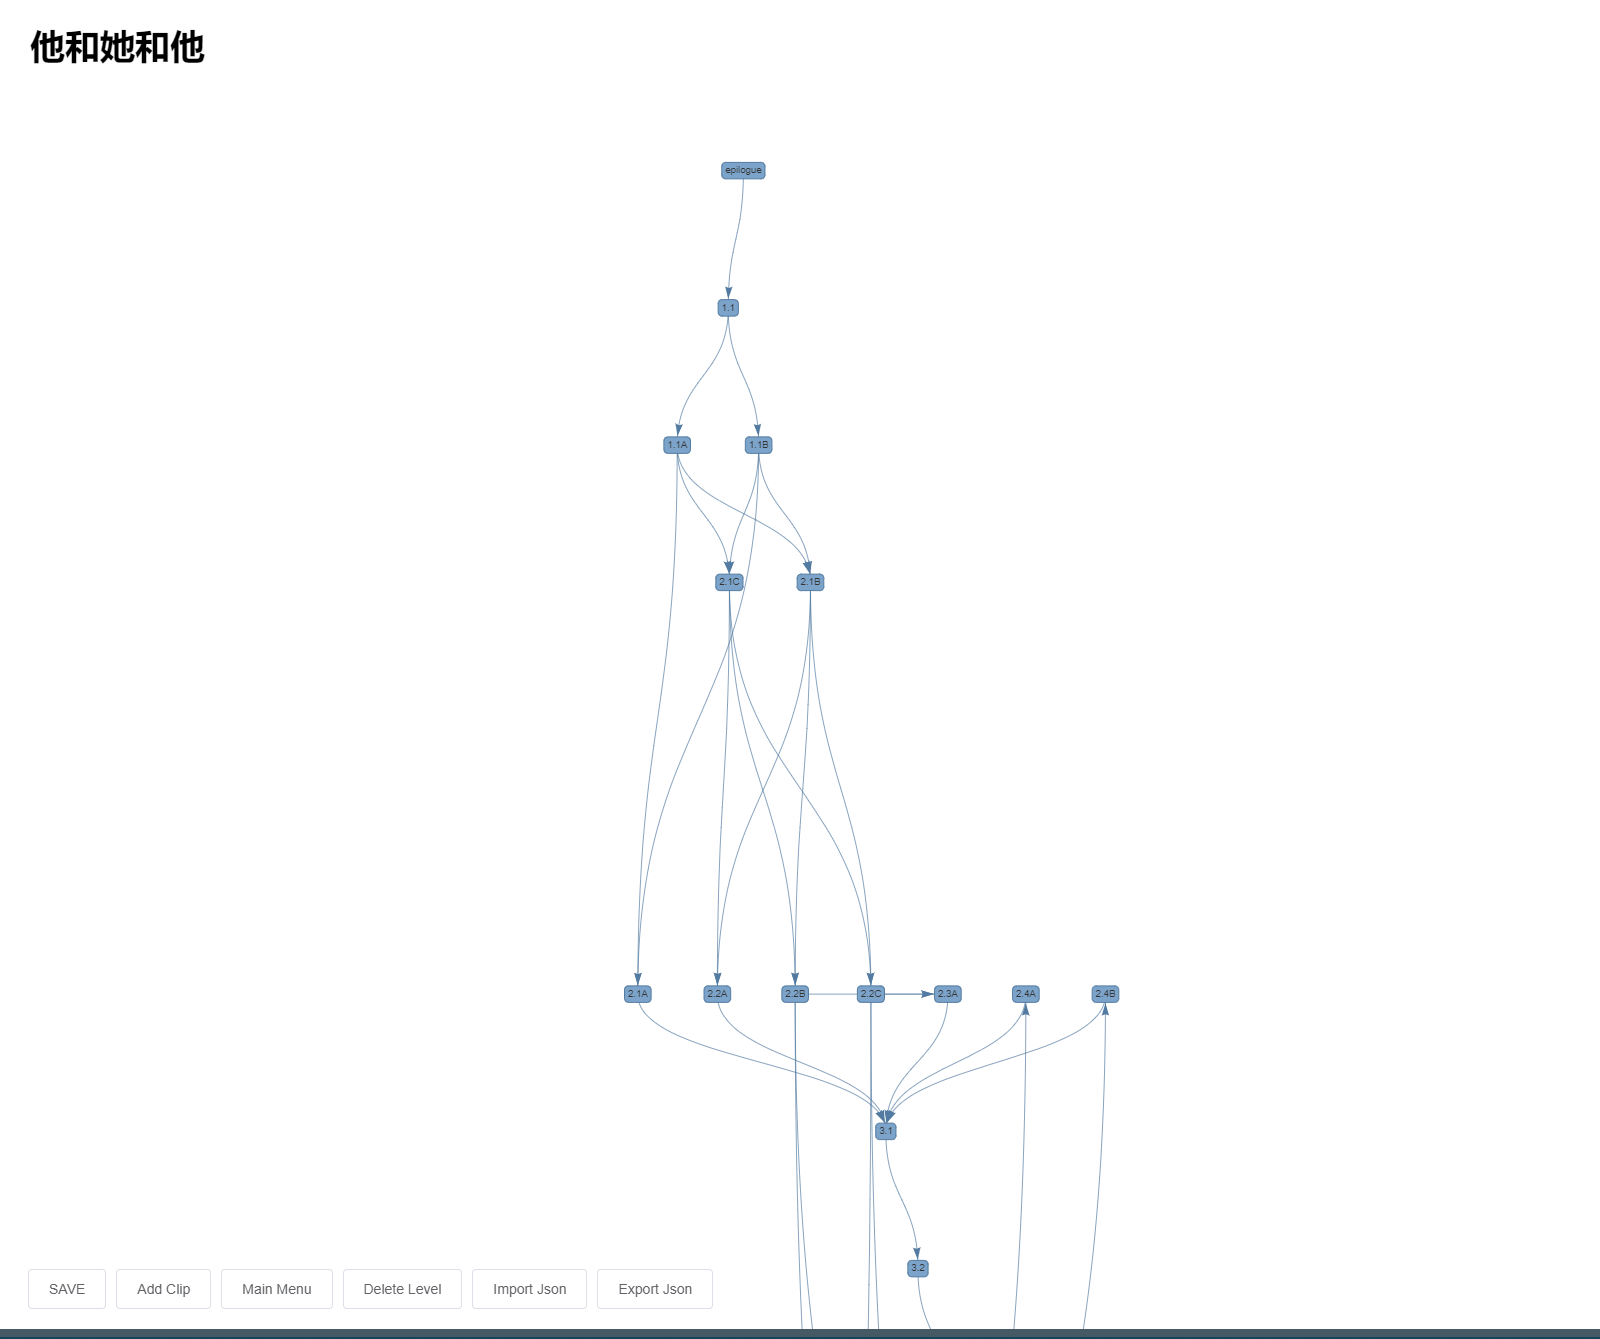 他和她和他
epilogue
1.1
1.1A 1.1B
2.1C 2.1B
2.1A 2.2A 2.2B 2.2C 2.3A 2.4A 2.4B
3.1
3.2
SAVE Add Clip Main Menu Delete Level Import Json Export Json